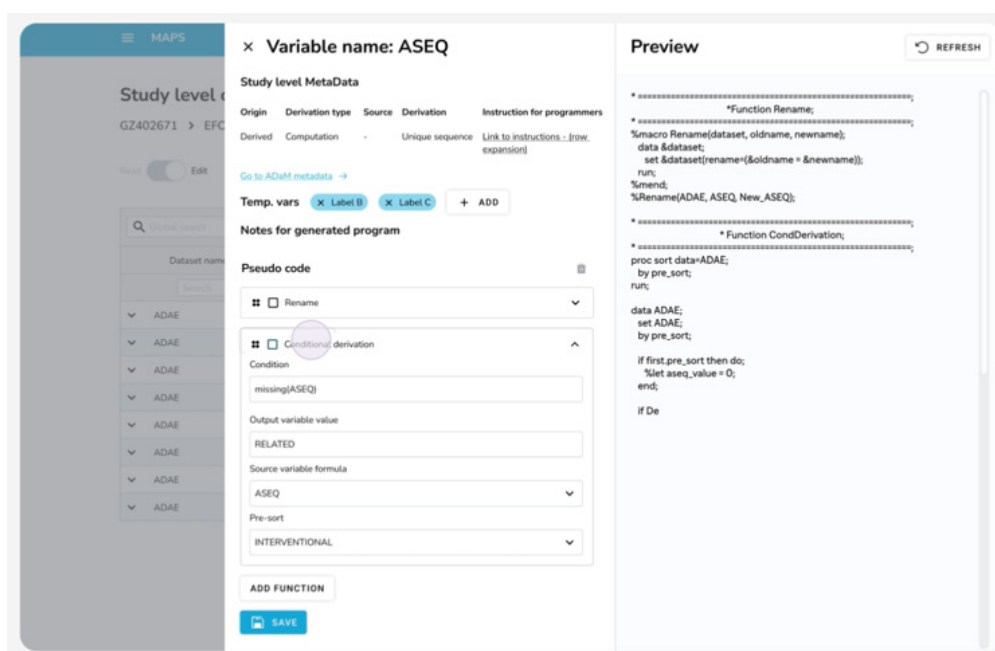 MAPS
Study level
GZ402671 > EFC
Read Edit
Dataset name
Search
ADAE
ADAE
ADAE
ADAE
ADAE
ADAE
ADAE
ADAE
× Variable name: ASEQ
Study level MetaData
Origin Derivation type Source Derivation Instruction for programmers
Derived Computation - Unique sequence Link to instructions - (row
expansion)
Go to ADaM metadata →
Temp. vars × Label B × Label C + ADD
Notes for generated program
Pseudo code
Rename
Conditional derivation
Condition
missing(ASEQ)
Output variable value
RELATED
Source variable formula
ASEQ
Pre-sort
INTERVENTIONAL
ADD FUNCTION
SAVE
Preview
REFRESH
* ============================================================;
*Function Rename;
* ============================================================;
%macro Rename(dataset, oldname, newname);
data &dataset;
set &dataset(rename=(&oldname = &newname));
run;
%mend;
%Rename(ADAE, ASEQ, New_ASEQ);
* ============================================================;
* Function CondDerivation;
* ============================================================;
proc sort data=ADAE;
by pre_sort;
run;
data ADAE;
set ADAE;
by pre_sort;
if first.pre_sort then do;
%let aseq_value = 0;
end;
if De